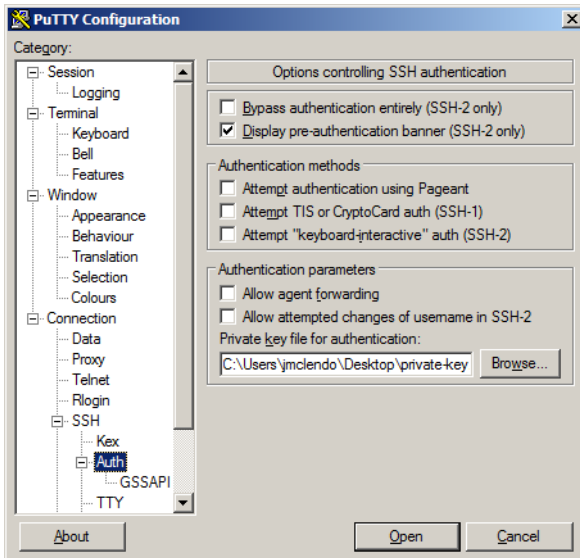 PuTTY Configuration
Category:
Session
Logging
Terminal
Keyboard
Bell
Features
Window
Appearance
Behaviour
Translation
Selection
Colours
Connection
Data
Proxy
Telnet
Rlogin
SSH
Kex
Auth
GSSAPI
TTY
Options controlling SSH authentication
Bypass authentication entirely (SSH-2 only)
Display pre-authentication banner (SSH-2 only)
Authentication methods
Attempt authentication using Pageant
Attempt TIS or CryptoCard auth (SSH-1)
Attempt "keyboard-interactive" auth (SSH-2)
Authentication parameters
Allow agent forwarding
Allow attempted changes of username in SSH-2
Private key file for authentication:
C:\Users\jmclendo\Desktop\private-key
Browse...
About
Open
Cancel